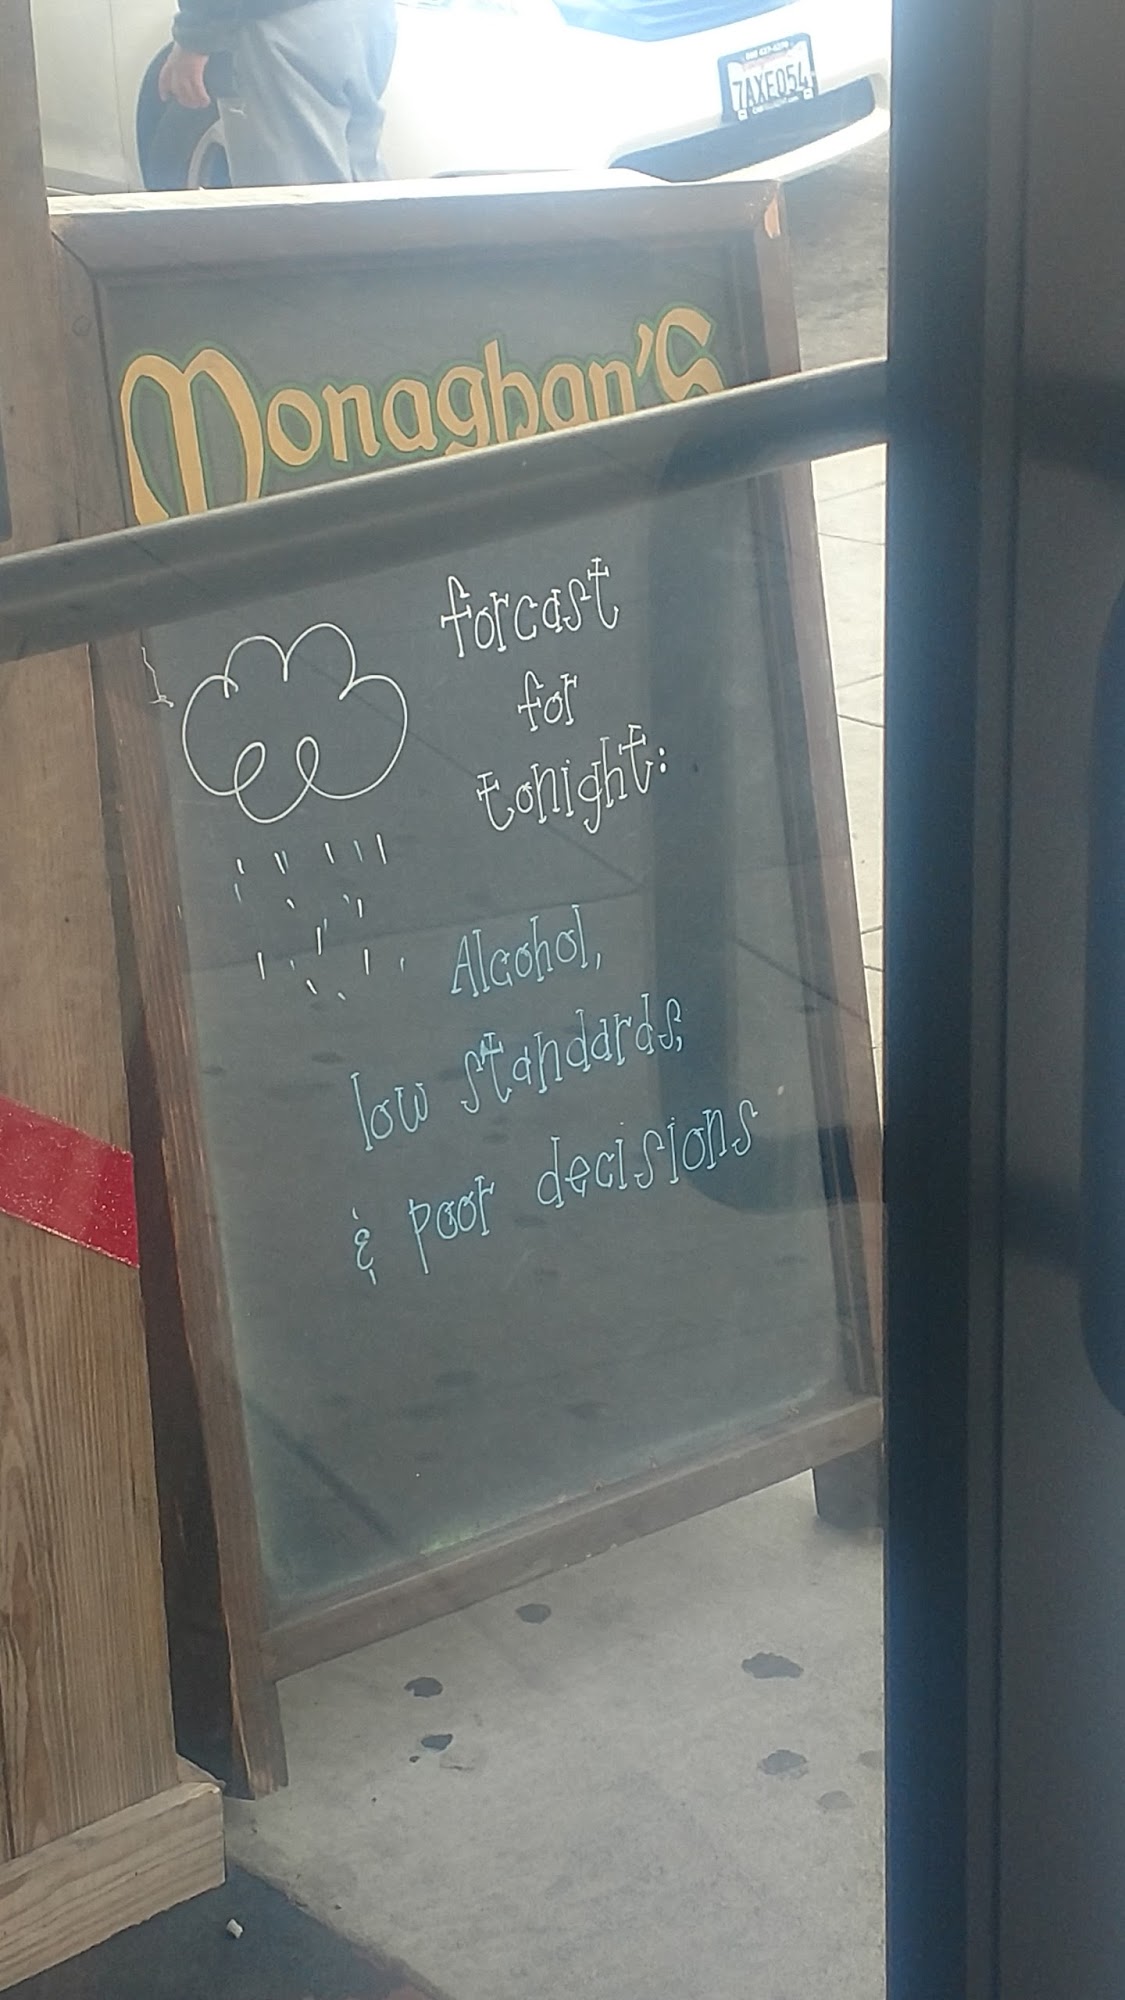 7AXE054
Monaghan's
forcast
for
tonight:
Alcohol,
low standards,
& poor decisions